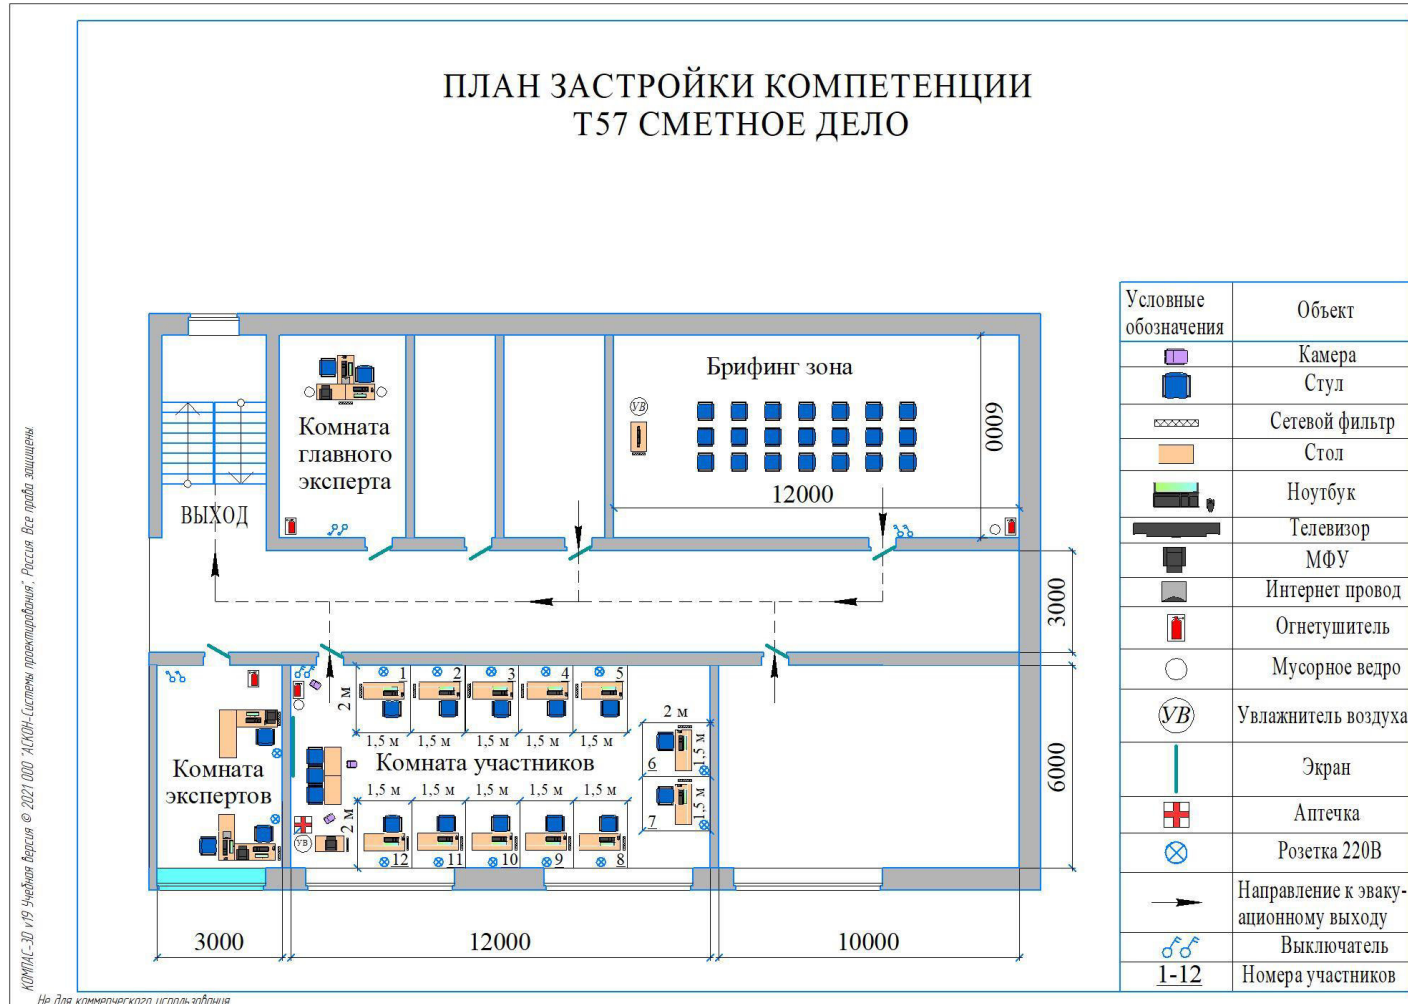 ПЛАН ЗАСТРОЙКИ КОМПЕТЕНЦИИ
Т57 СМЕТНОЕ ДЕЛО
Условные обозначения
Объект
Камера
Стул
Сетевой фильтр
Стол
Ноутбук
Телевизор
МФУ
Интернет провод
Огнетушитель
Мусорное ведро
УВ
Увлажнитель воздуха
Экран
Аптечка
Розетка 220В
Направление к эваку-
ационному выходу
Выключатель
1-12
Номера участников
Брифинг зона
УВ
6000
12000
Комната
главного
эксперта
ВЫХОД
3000
1
2
3
4
5
2 м
1,5 м
1,5 м
1,5 м
1,5 м
1,5 м
2 м
6
1,5 м
7
1,5 м
Комната участников
Комната
экспертов
1,5 м
1,5 м
1,5 м
1,5 м
1,5 м
2 м
УВ
12
11
10
9
8
6000
3000
12000
10000
КОМПАС-3D v19 Учебная версия © 2021 ООО "АСКОН-Системы проектирования", Россия. Все права защищены.
Не для коммерческого использования